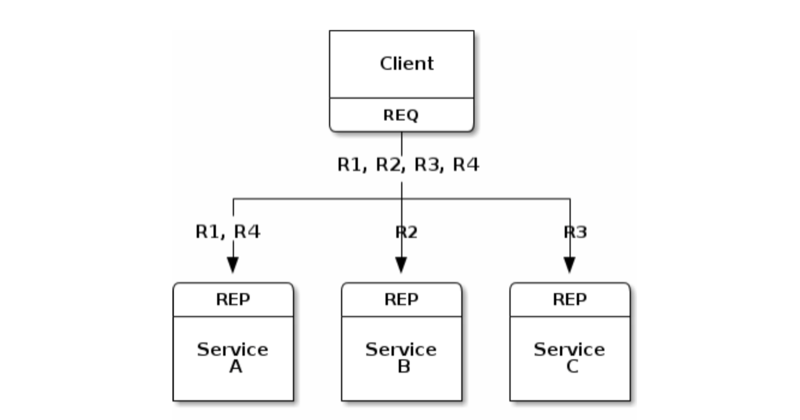 Client
REQ
R1, R2, R3, R4
R1, R4
R2
R3
REP
REP
REP
Service
A
Service
B
Service
C